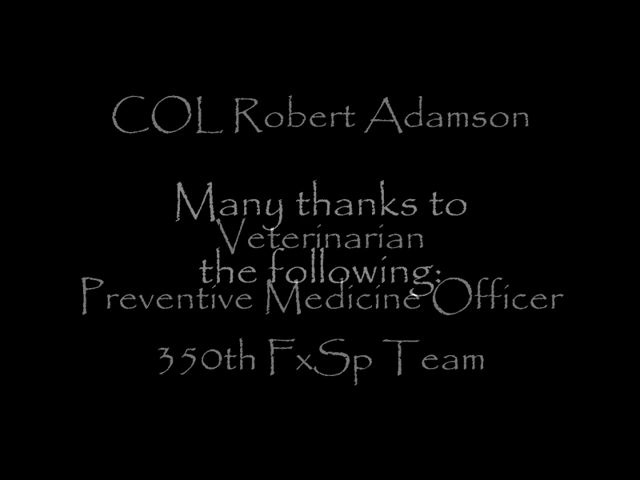 COL Robert Adamson
Many thanks to
Veterinarian
the following:
Preventive Medicine Officer
350th FxSp Team